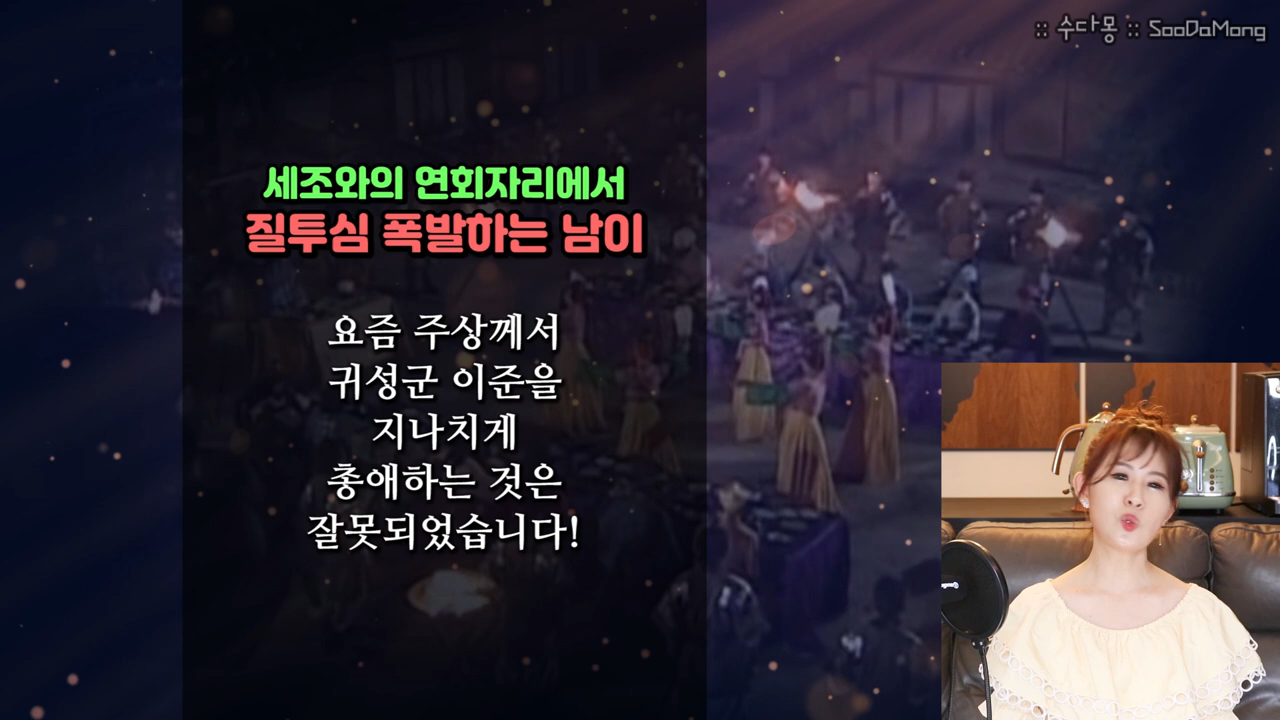 :: 수다몽 :: SooDaMong
세조와의 연회자리에서
질투심 폭발하는 남이
요즘 주상께서
귀성군 이준을
지나치게
총애하는 것은
잘못되었습니다!